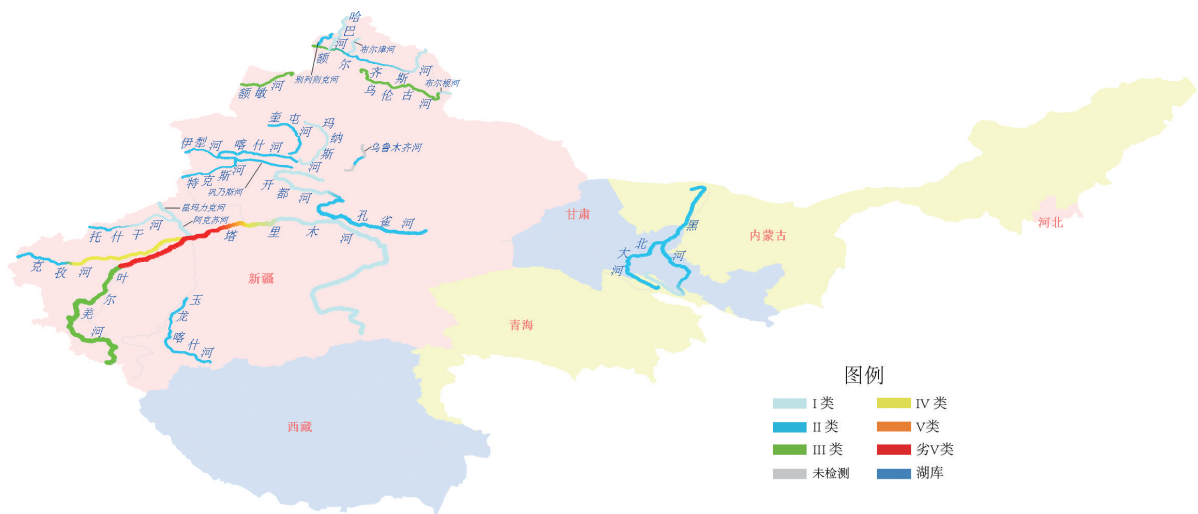 哈巴河
布尔津河
额尔齐斯河
别列则克河
布尔根河
乌伦古河
额敏河
奎屯河
玛纳斯河
伊犁河
喀什河
乌鲁木齐河
特克斯河
巩乃斯河
开都河
孔雀河
昆玛力克河
阿克苏河
托什干河
塔里木河
克孜河
叶尔羌河
玉龙喀什河
新疆
甘肃
内蒙古
河北
青海
西藏
黑河
北大河
图例
I 类
II 类
III 类
未检测
IV 类
V类
劣V类
湖库